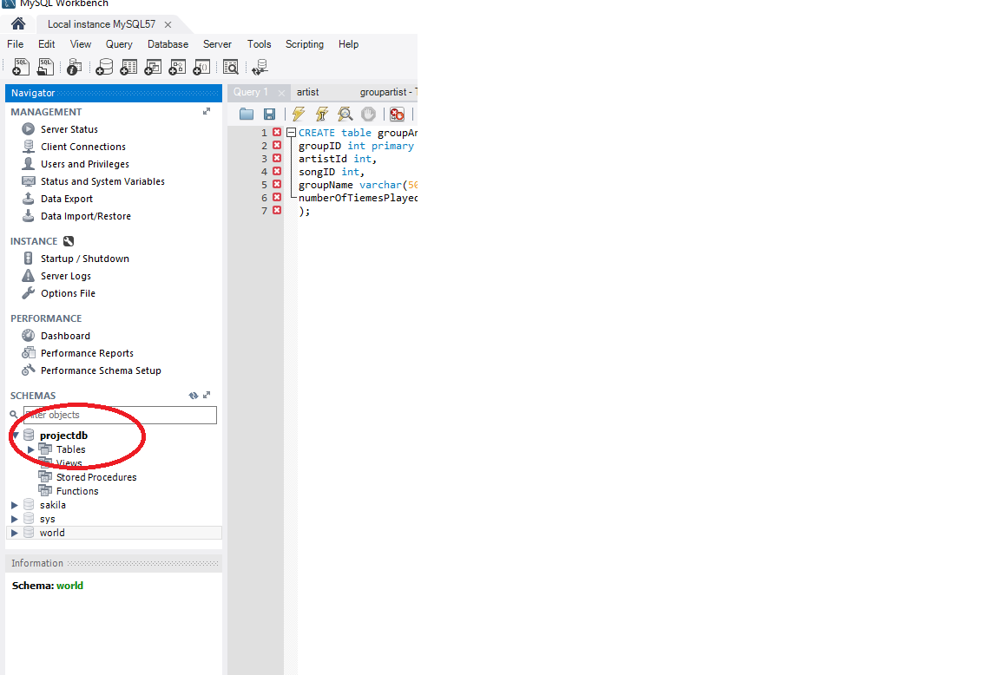 MySQL Workbench
Local instance MySQL57
File Edit View Query Database Server Tools Scripting Help
Navigator
MANAGEMENT
Server Status
Client Connections
Users and Privileges
Status and System Variables
Data Export
Data Import/Restore
INSTANCE
Startup / Shutdown
Server Logs
Options File
PERFORMANCE
Dashboard
Performance Reports
Performance Schema Setup
SCHEMAS
Filter objects
projectdb
Tables
Views
Stored Procedures
Functions
sakila
sys
world
Information
Schema: world
Query 1 artist groupartist -
1 CREATE table groupAr
2 groupID int primary
3 artistId int,
4 songID int,
5 groupName varchar(50
6 numberOfTiemesPlayed
7 );